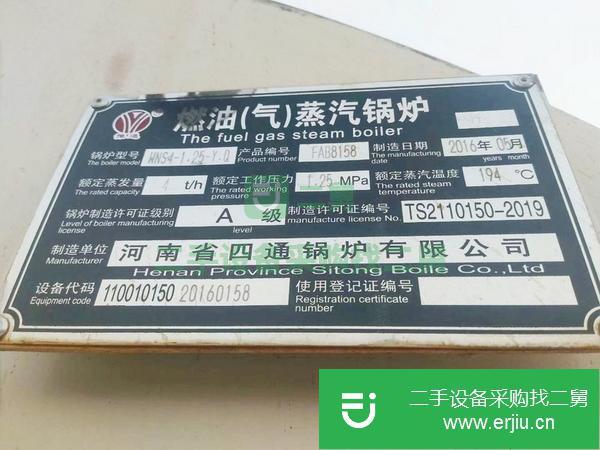 燃油(气)蒸汽锅炉
The fuel gas steam boiler
锅炉型号 WNS4-1.25-Y.Q 产品编号 FAB8158 制造日期 2016年05月
The boiler model Product number years month
额定蒸发量 4 t/h 额定工作压力 1.25 MPa 额定蒸汽温度 194 ℃
The rated capacity The rated working pressure The rated steam temperature
锅炉制造许可证级别 A 级 制造许可证编号 TS2110150-2019
Level of boiler manufacturing license level Manufacturing license number
制造单位 河南省四通锅炉有限公司
Manufacturer Henan Province Sitong Boile Co.,Ltd
设备代码 110010150 20160158 使用登记证编号
Equipment code Registration certificate number
二手设备采购找二舅
www.erjiu.cn